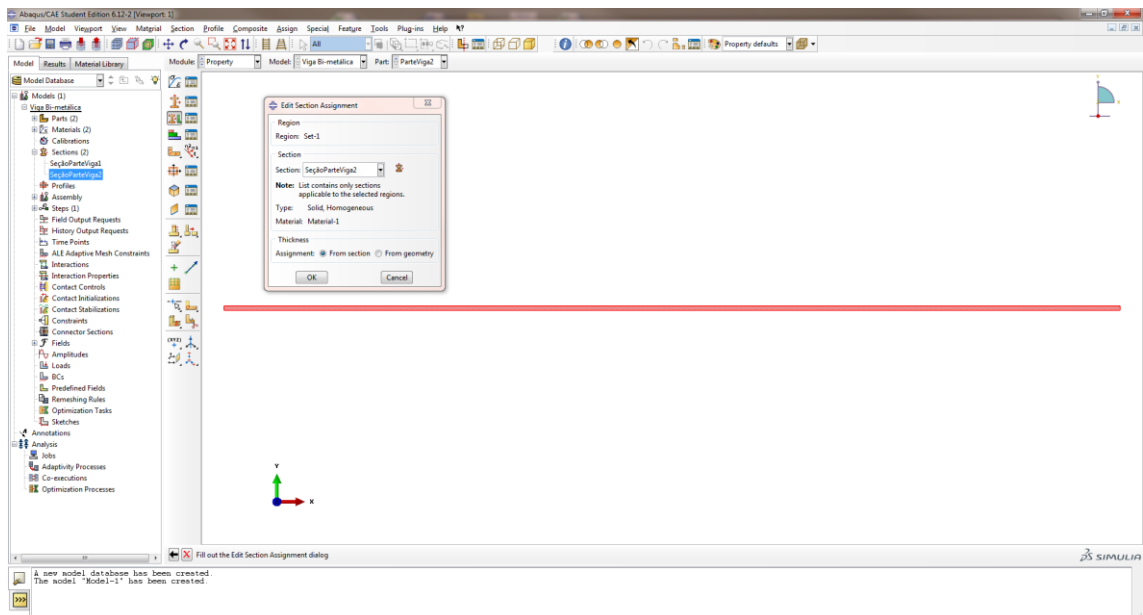 Abaqus/CAE Student Edition 6.12-2 [Viewport: 1]
File Model Viewport View Material Section Profile Composite Assign Special Feature Tools Plug-ins Help
All
Property defaults
Model Results Material Library
Module: Property Model: Viga Bi-metálica Part: ParteViga2
Model Database
Models (1)
Viga Bi-metálica
Parts (2)
Materials (2)
Calibrations
Sections (2)
SeçãoParteViga1
SeçãoParteViga2
Profiles
Assembly
Steps (1)
Field Output Requests
History Output Requests
Time Points
ALE Adaptive Mesh Constraints
Interactions
Interaction Properties
Contact Controls
Contact Initializations
Contact Stabilizations
Constraints
Connector Sections
Fields
Amplitudes
Loads
BCs
Predefined Fields
Remeshing Rules
Optimization Tasks
Sketches
Annotations
Analysis
Jobs
Adaptivity Processes
Co-executions
Optimization Processes
Edit Section Assignment
Region
Region: Set-1
Section
Section: SeçãoParteViga2
Note: List contains only sections
applicable to the selected regions.
Type: Solid, Homogeneous
Material: Material-1
Thickness
Assignment: From section From geometry
OK Cancel
Y
X
Fill out the Edit Section Assignment dialog
SIMULIA
A new model database has been created.
The model "Model-1" has been created.
>>>